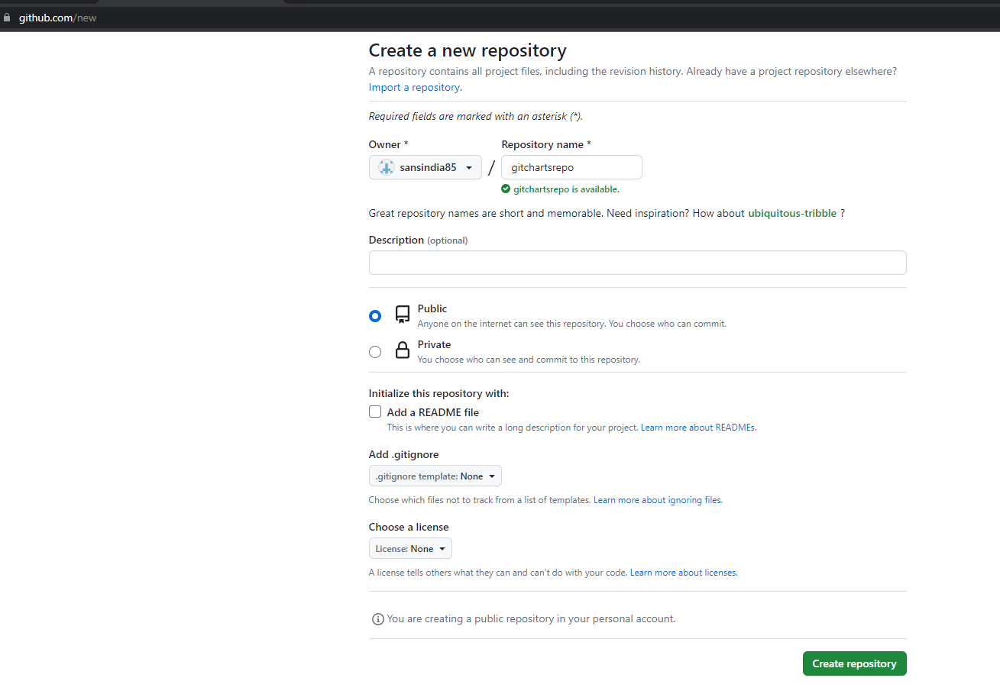 github.com/new
Create a new repository
A repository contains all project files, including the revision history. Already have a project repository elsewhere?
Import a repository.
Required fields are marked with an asterisk (*).
Owner * Repository name *
sansindia85 / gitchartsrepo
gitchartsrepo is available.
Great repository names are short and memorable. Need inspiration? How about ubiquitous-tribble ?
Description (optional)
Public
Anyone on the internet can see this repository. You choose who can commit.
Private
You choose who can see and commit to this repository.
Initialize this repository with:
Add a README file
This is where you can write a long description for your project. Learn more about READMEs.
Add .gitignore
.gitignore template: None
Choose which files not to track from a list of templates. Learn more about ignoring files.
Choose a license
License: None
A license tells others what they can and can't do with your code. Learn more about licenses.
You are creating a public repository in your personal account.
Create repository